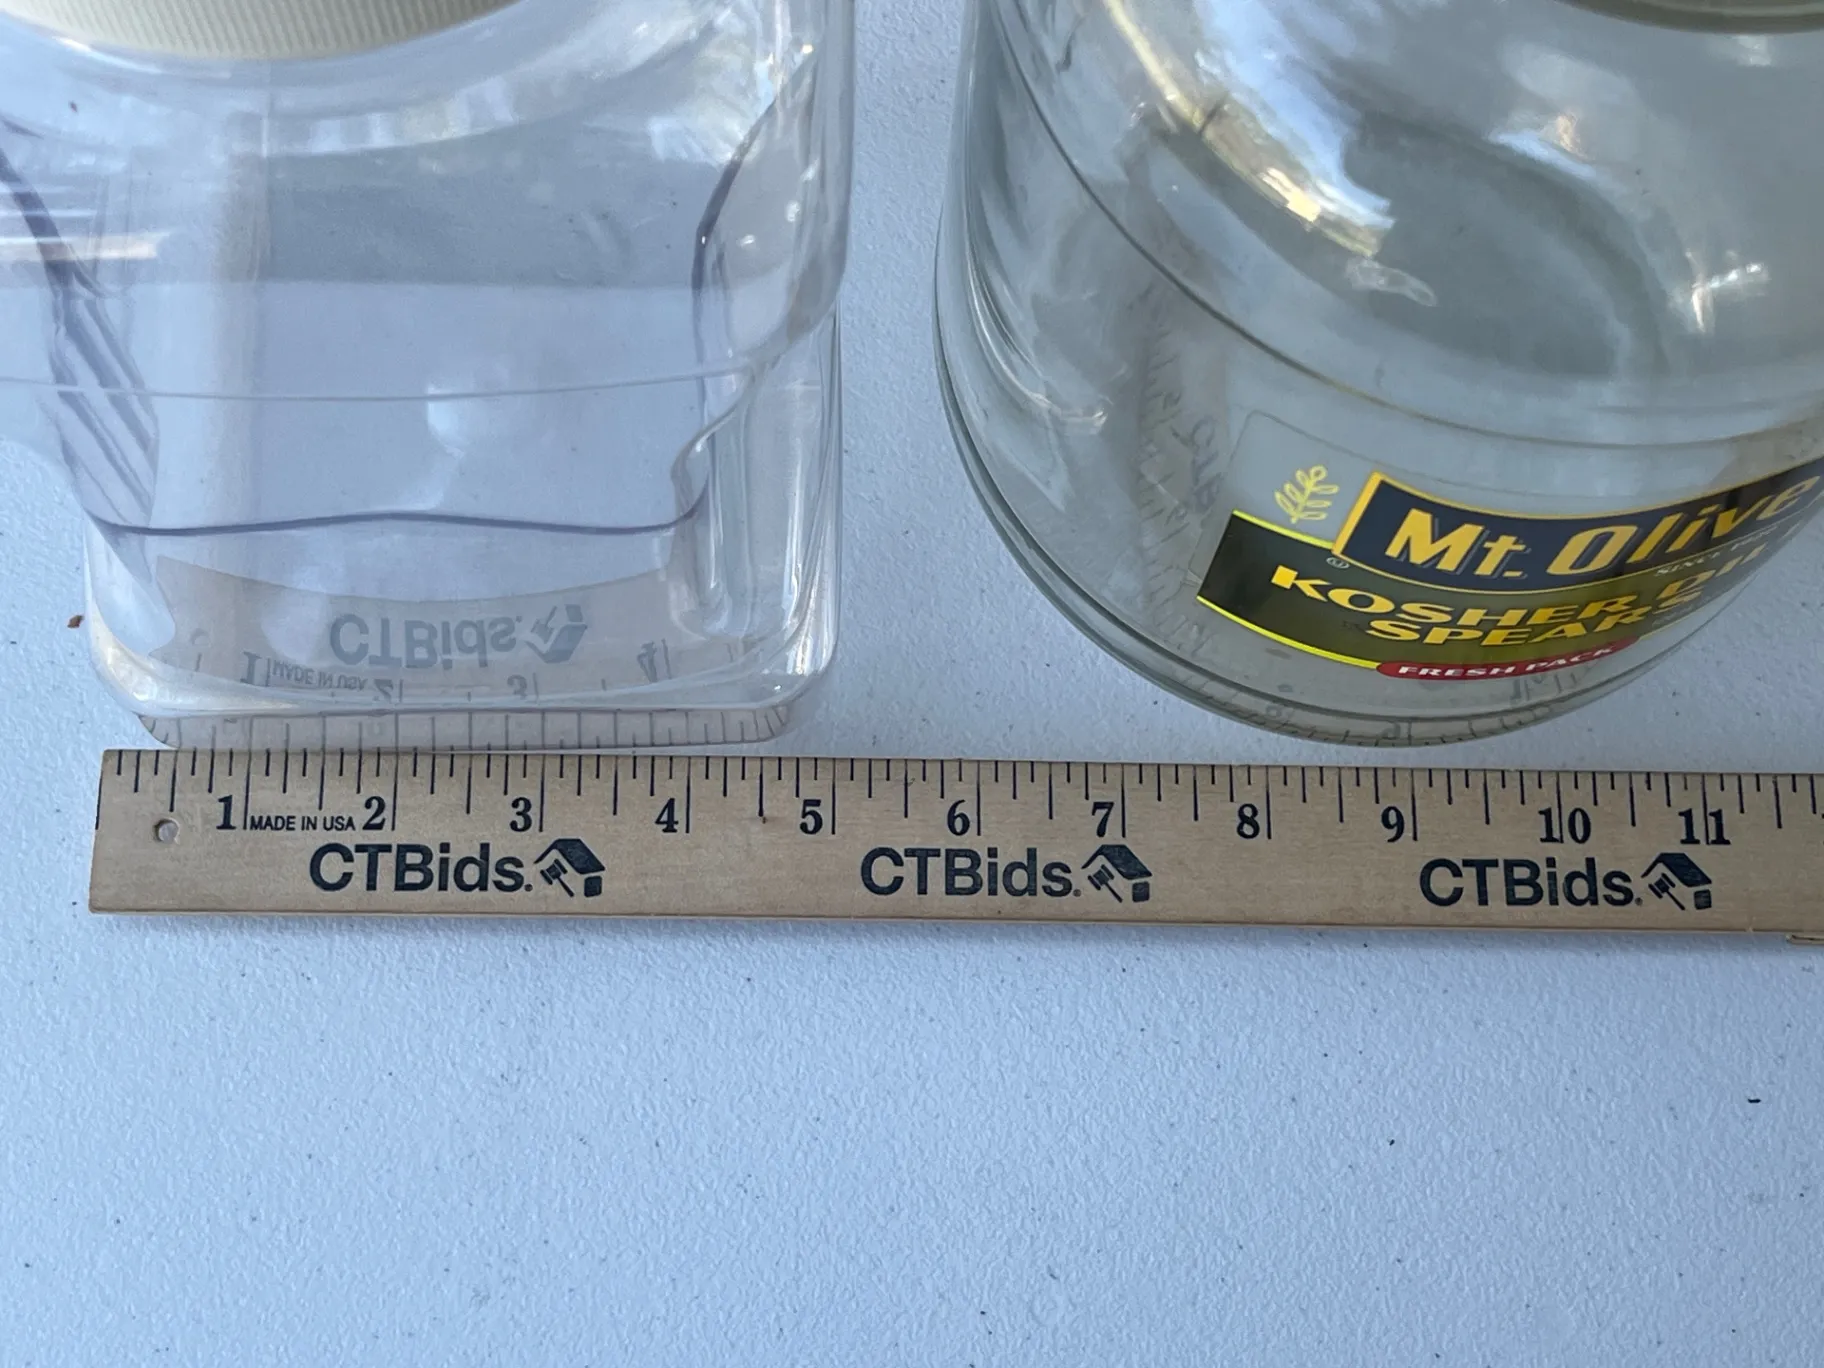 Mt. Olive
KOSHER DILL
SPEARS
FRESH PACK
1 MADE IN USA 2 3 4 5 6 7 8 9 10 11
CTBids. CTBids. CTBids.